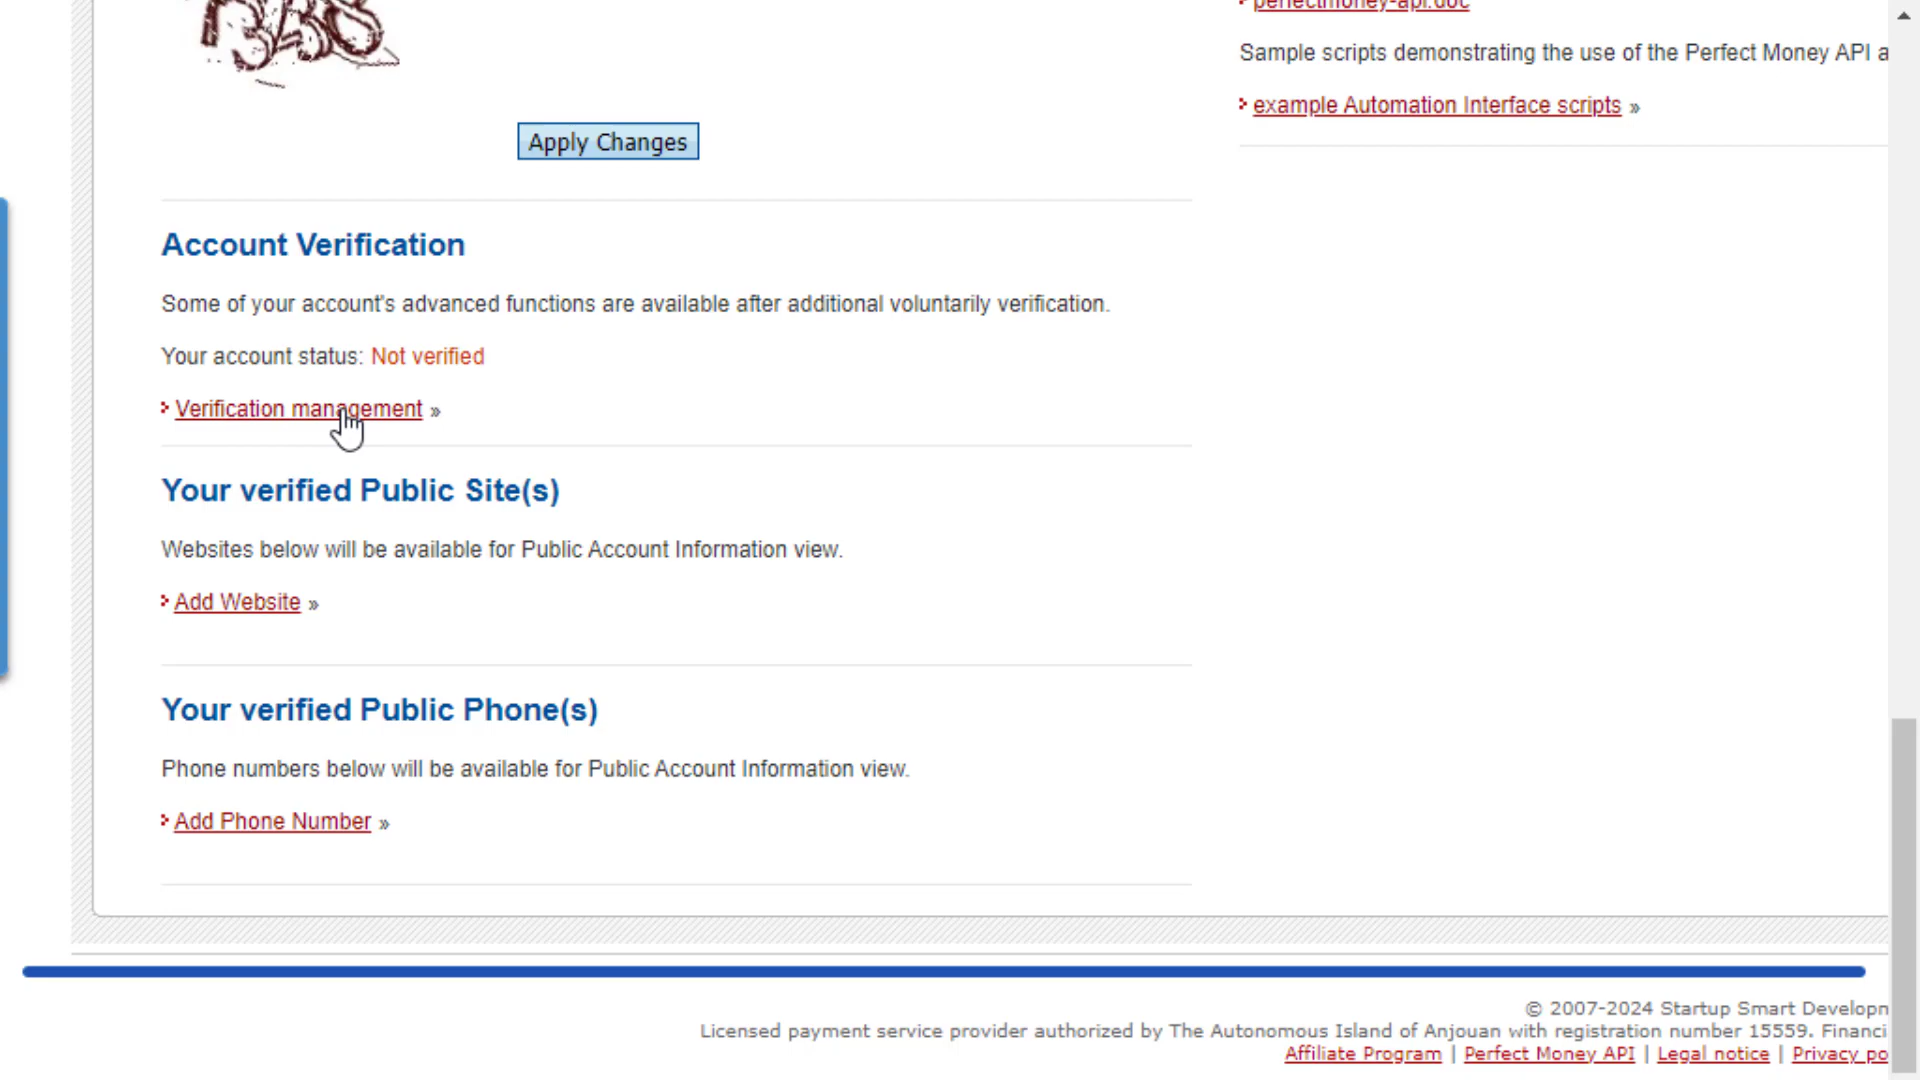 perfectmoney-api.doc
Sample scripts demonstrating the use of the Perfect Money API a
example Automation Interface scripts »
Apply Changes
Account Verification
Some of your account's advanced functions are available after additional voluntarily verification.
Your account status: Not verified
Verification management »
Your verified Public Site(s)
Websites below will be available for Public Account Information view.
Add Website »
Your verified Public Phone(s)
Phone numbers below will be available for Public Account Information view.
Add Phone Number »
© 2007-2024 Startup Smart Developm
Licensed payment service provider authorized by The Autonomous Island of Anjouan with registration number 15559. Financi
Affiliate Program | Perfect Money API | Legal notice | Privacy po